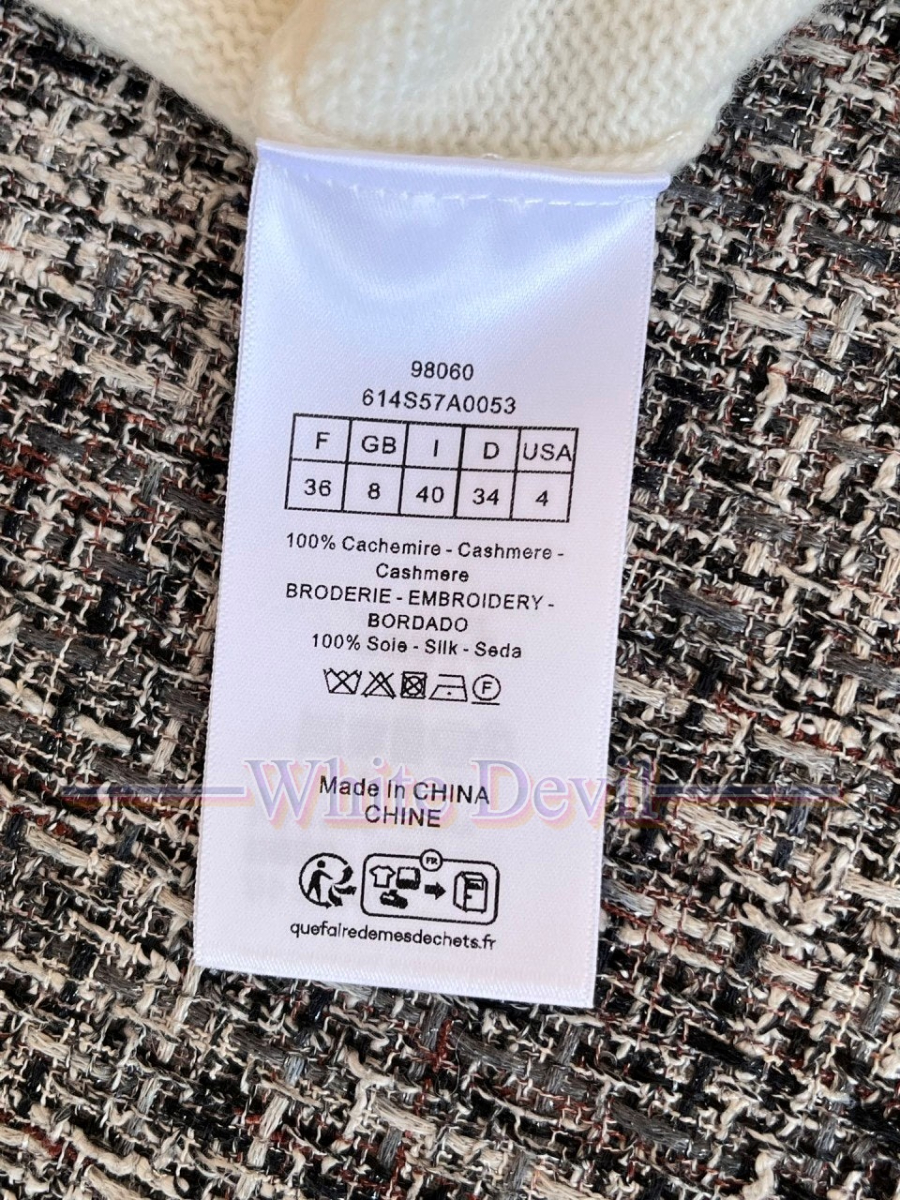 98060
614S57A0053
F GB I D USA
36 8 40 34 4
100% Cachemire - Cashmere -
Cashmere
BRODERIE - EMBROIDERY -
BORDADO
100% Soie - Silk - Seda
F
White Devil
Made in CHINA
CHINE
FR
quefairedemesdechets.fr